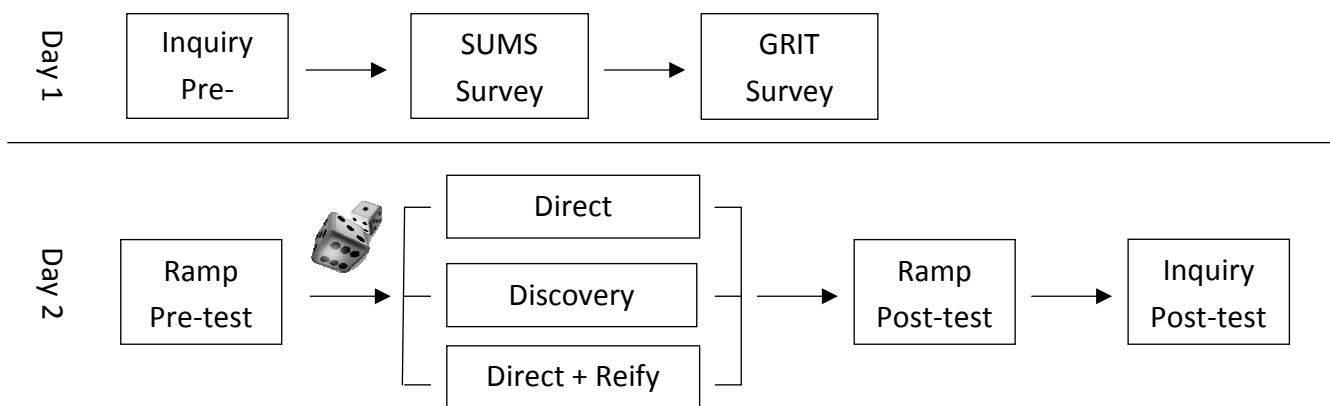 Day 1
Inquiry
Pre-
SUMS
Survey
GRIT
Survey
Day 2
Ramp
Pre-test
Direct
Discovery
Direct + Reify
Ramp
Post-test
Inquiry
Post-test